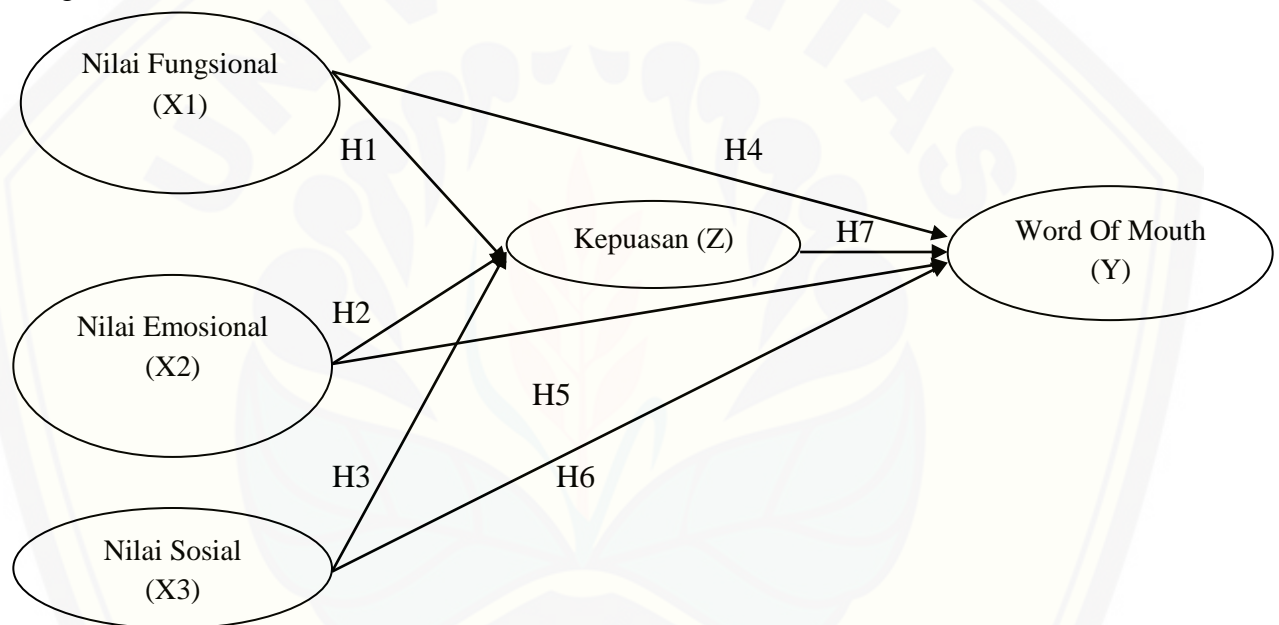 Nilai Fungsional
(X1)
H1
H4
Kepuasan (Z)
H7
Word Of Mouth
(Y)
Nilai Emosional
(X2)
H2
H5
Nilai Sosial
(X3)
H3
H6